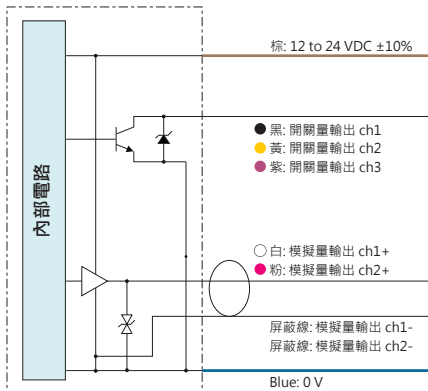 棕: 12 to 24 VDC ±10%
內部電路
黑: 開關量輸出 ch1
黃: 開關量輸出 ch2
紫: 開關量輸出 ch3
白: 模擬量輸出 ch1+
粉: 模擬量輸出 ch2+
屏蔽線: 模擬量輸出 ch1-
屏蔽線: 模擬量輸出 ch2-
Blue: 0 V